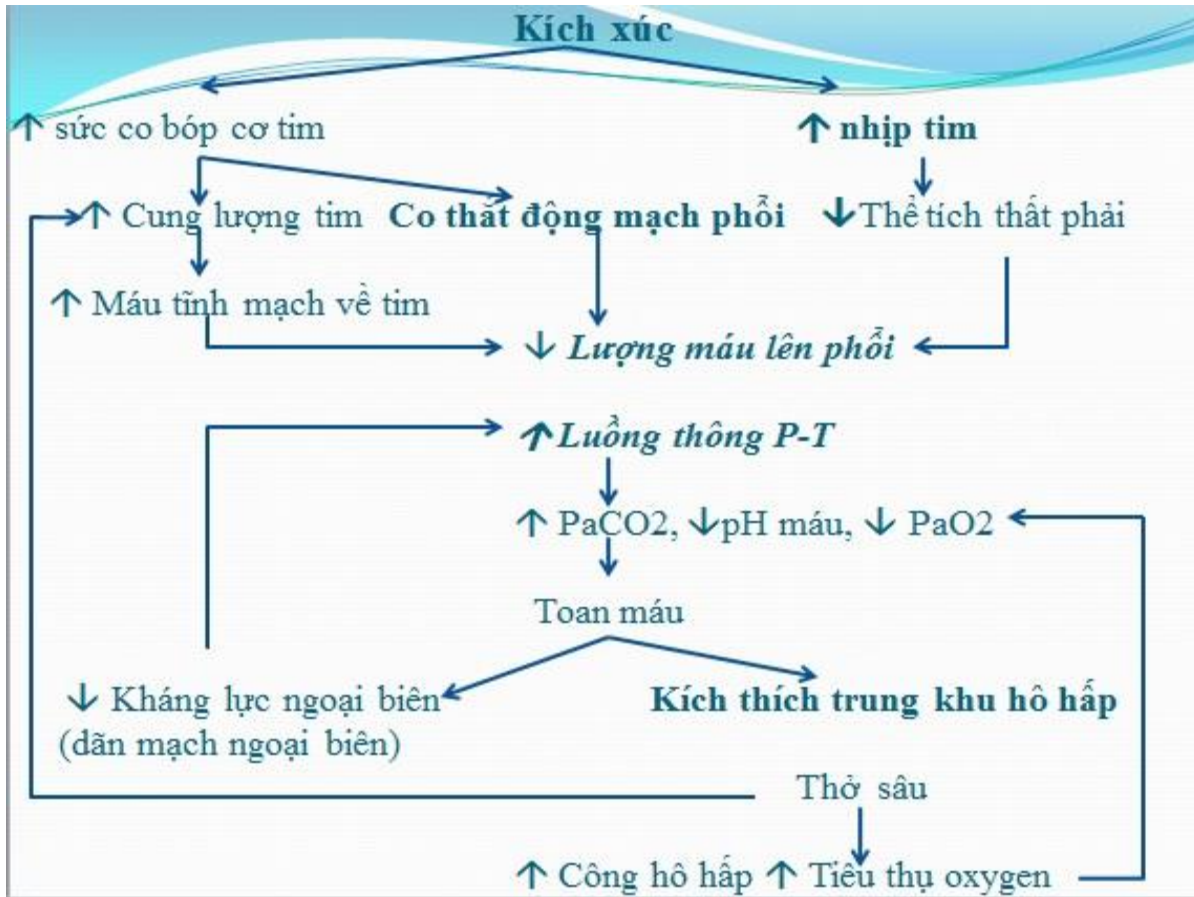 Kích xúc
↑ sức co bóp cơ tim ↑ nhịp tim
↑ Cung lượng tim Co thắt động mạch phổi ↓Thể tích thất phải
↑ Máu tĩnh mạch về tim
↓ Lượng máu lên phổi
↑Luồng thông P-T
↑ PaCO2, ↓pH máu, ↓ PaO2
Toan máu
↓ Kháng lực ngoại biên Kích thích trung khu hô hấp
(dãn mạch ngoại biên)
Thở sâu
↑ Công hô hấp ↑ Tiêu thụ oxygen